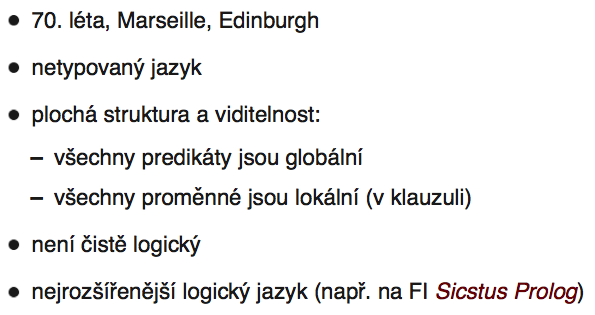 • 70. léta, Marseille, Edinburgh
• netypovaný jazyk
• plochá struktura a viditelnost:
– všechny predikáty jsou globální
– všechny proměnné jsou lokální (v klauzuli)
• není čistě logický
• nejrozšířenější logický jazyk (např. na FI Sicstus Prolog)